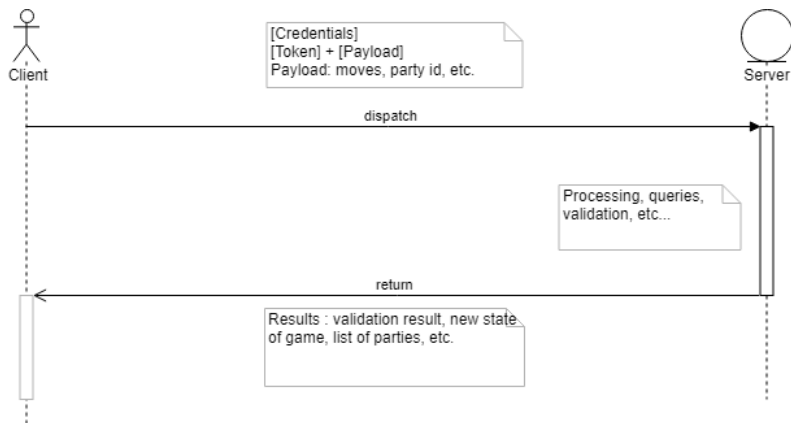 [Credentials]
[Token] + [Payload]
Payload: moves, party id, etc.
Client
Server
dispatch
Processing, queries,
validation, etc...
return
Results : validation result, new state
of game, list of parties, etc.